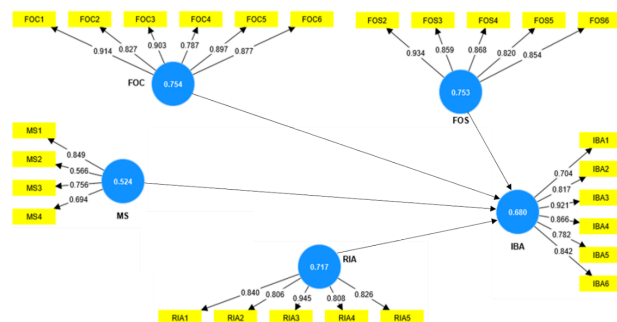 FOC1 FOC2 FOC3 FOC4 FOC5 FOC6
0.914 0.827 0.903 0.787 0.897 0.877
FOC
0.754
FOS2 FOS3 FOS4 FOS5 FOS6
0.934 0.859 0.868 0.820 0.854
0.753
FOS
MS1
MS2
MS3
MS4
0.849
0.566
0.756
0.694
0.524
MS
IBA1
IBA2
IBA3
IBA4
IBA5
IBA6
0.704
0.817
0.921
0.866
0.782
0.842
0.680
IBA
RIA
0.717
0.840 0.806 0.945 0.808 0.826
RIA1 RIA2 RIA3 RIA4 RIA5